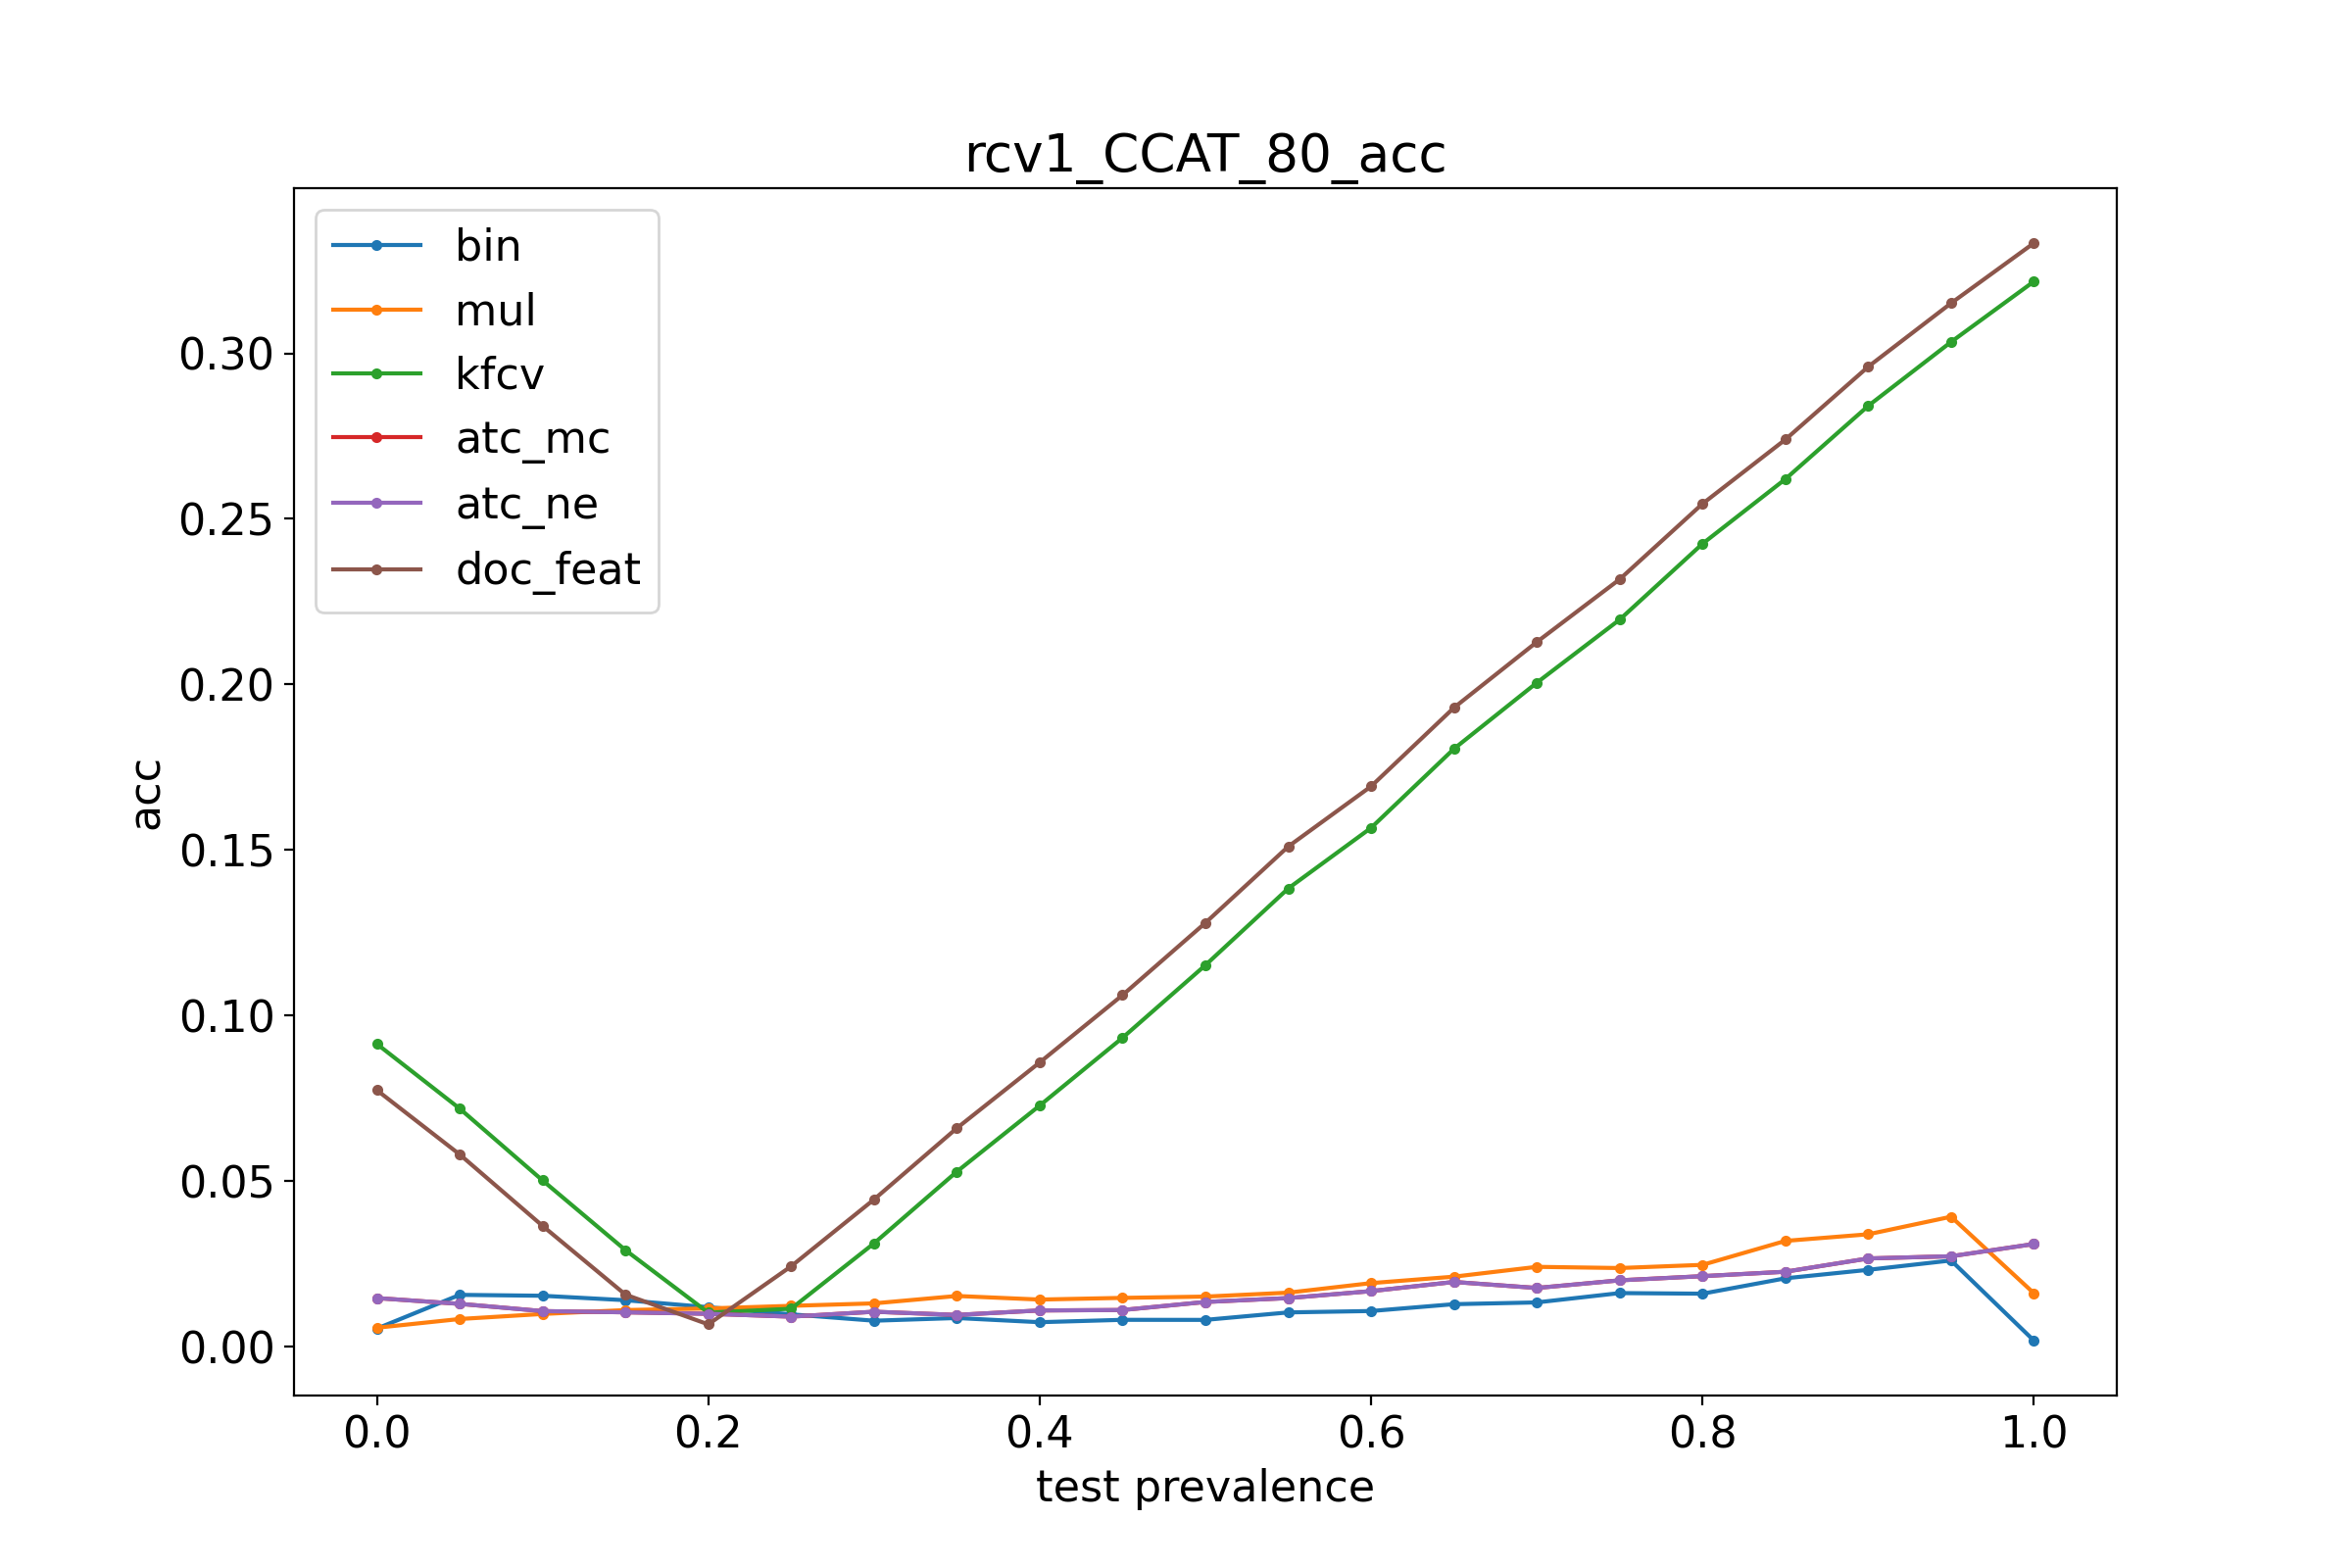 rcv1_CCAT_80_acc
bin
mul
kfcv
atc_mc
atc_ne
doc_feat
acc
0.30
0.25
0.20
0.15
0.10
0.05
0.00
0.0 0.2 0.4 0.6 0.8 1.0
test prevalence